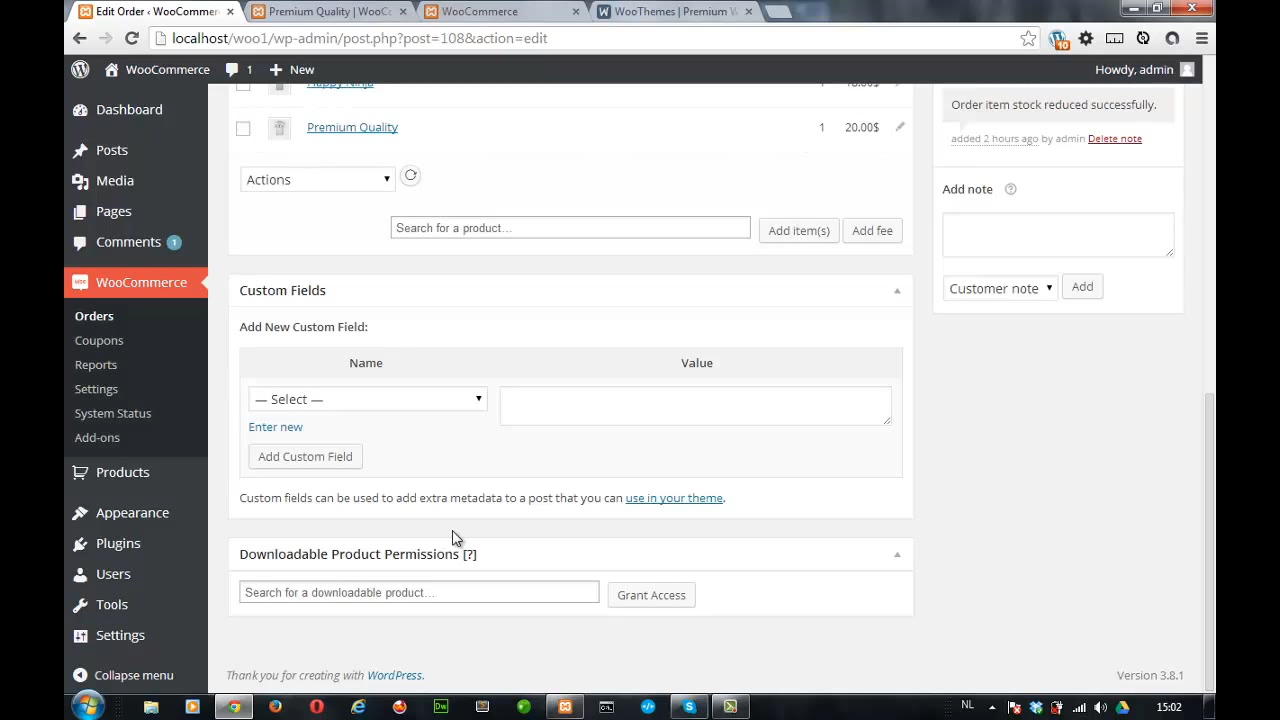 Edit Order ‹ WooCommer
Premium Quality | WooCo
WooCommerce
WooThemes | Premium W
localhost/woo1/wp-admin/post.php?post=108&action=edit
10
WooCommerce
1
New
Howdy, admin
Dashboard
Posts
Media
Pages
Comments 1
WooCommerce
Orders
Coupons
Reports
Settings
System Status
Add-ons
Products
Appearance
Plugins
Users
Tools
Settings
Collapse menu
Happy Ninja
1
Premium Quality
1 20.00$
Actions
Search for a product…
Add item(s)
Add fee
Custom Fields
Add New Custom Field:
Name
Value
— Select —
Enter new
Add Custom Field
Custom fields can be used to add extra metadata to a post that you can use in your theme.
Downloadable Product Permissions [?]
Search for a downloadable product…
Grant Access
Thank you for creating with WordPress.
Version 3.8.1
Order item stock reduced successfully.
added 2 hours ago by admin Delete note
Add note
Customer note
Add
NL
15:02